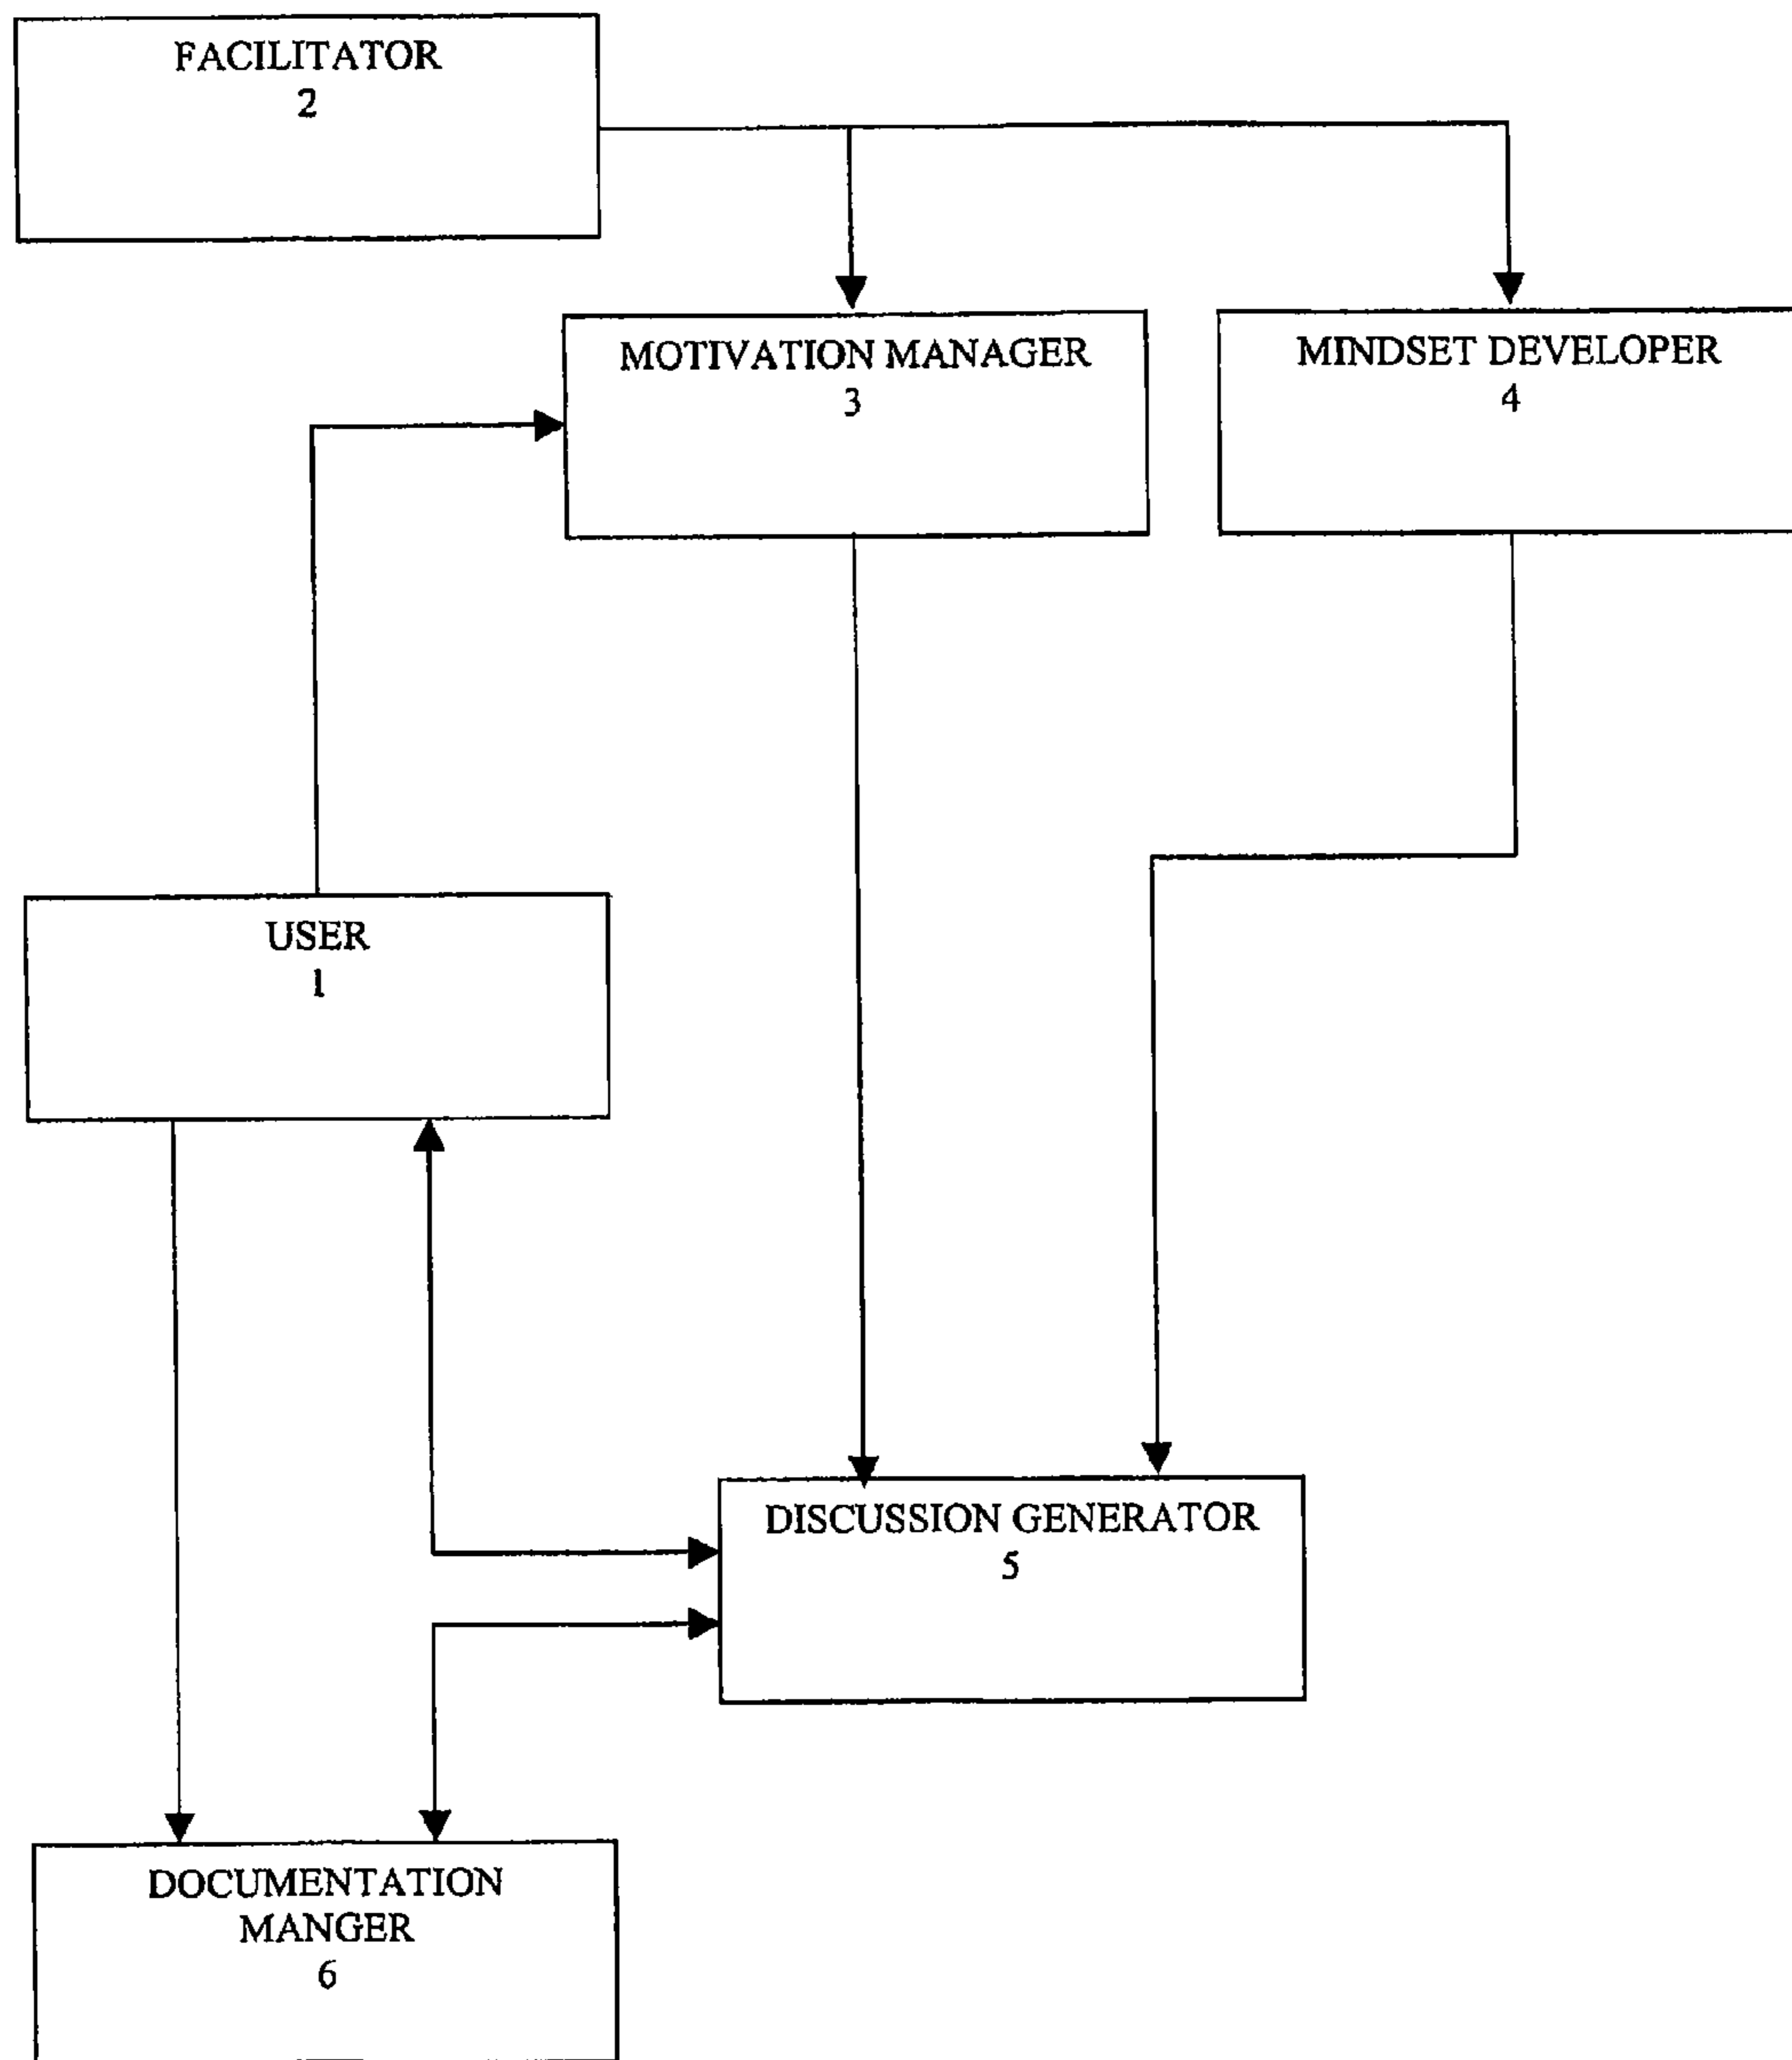 FACILITATOR
2
MOTIVATION MANAGER
3
MINDSET DEVELOPER
4
USER
1
DISCUSSION GENERATOR
5
DOCUMENTATION
MANGER
6